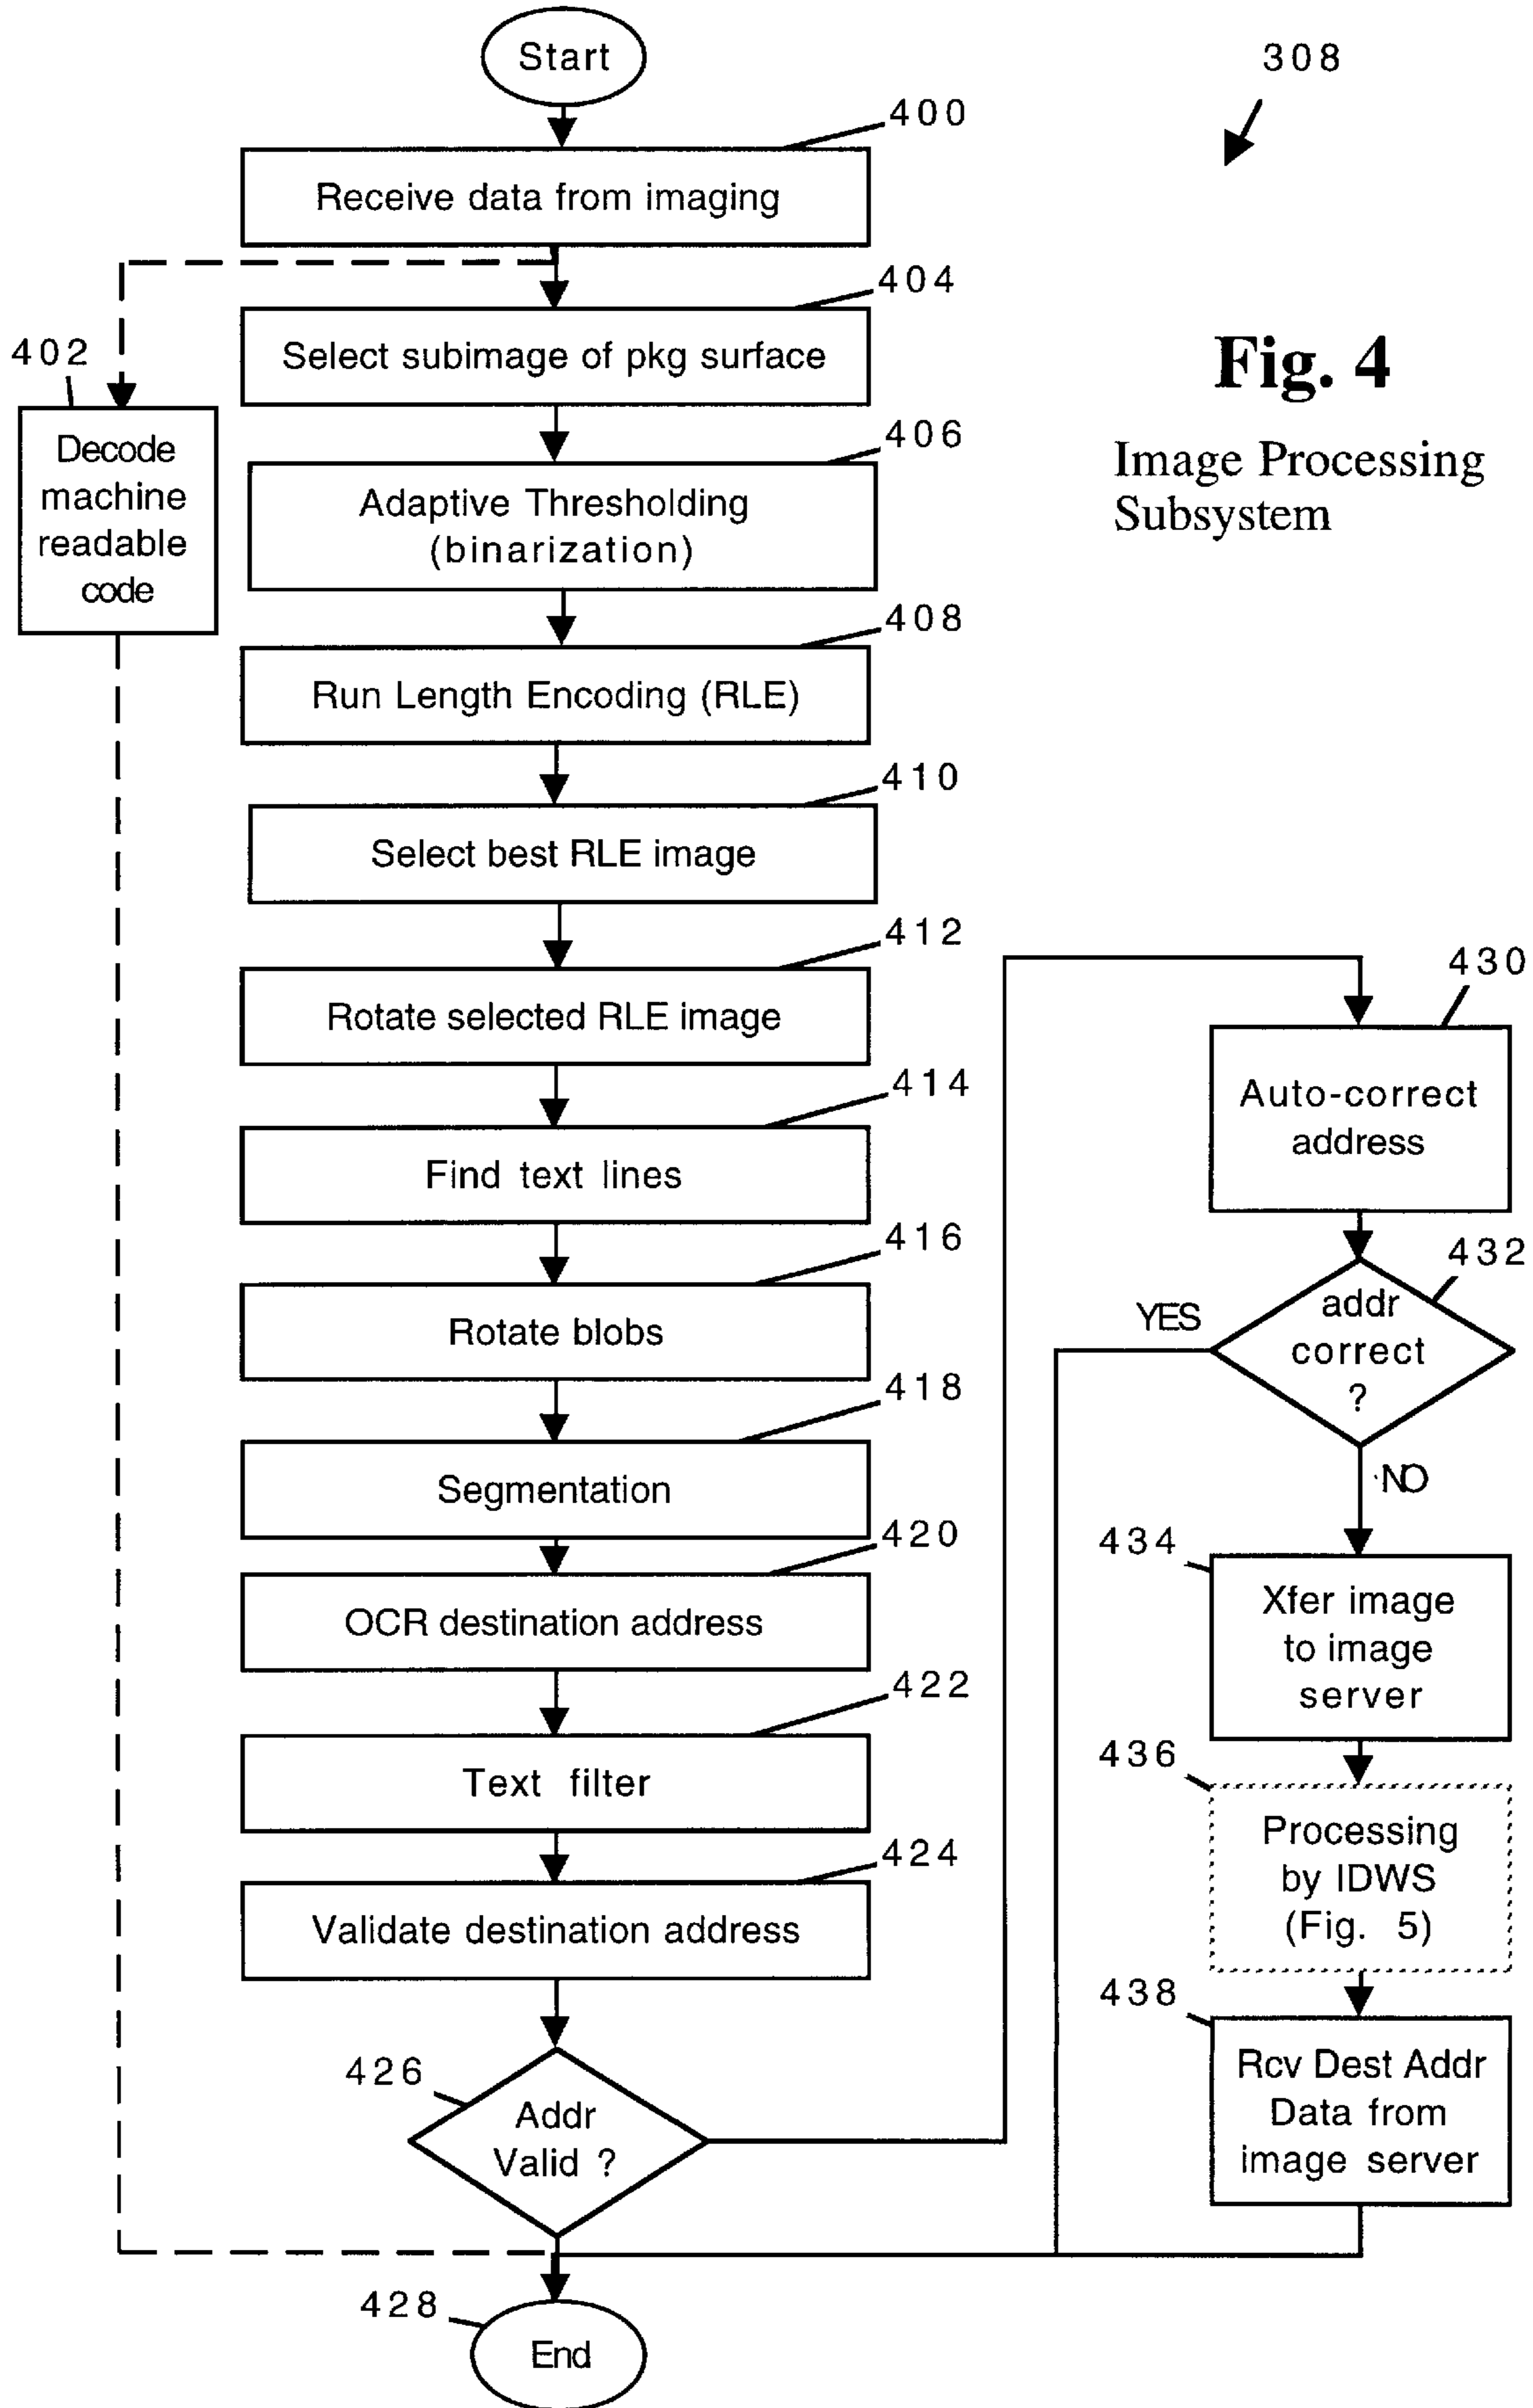 Start
308
400
Receive data from imaging
404
Select subimage of pkg surface
402
Decode
machine
readable
code
Fig. 4
Image Processing
Subsystem
406
Adaptive Thresholding
(binarization)
408
Run Length Encoding (RLE)
410
Select best RLE image
412
Rotate selected RLE image
414
Find text lines
416
Rotate blobs
418
Segmentation
420
OCR destination address
422
Text filter
424
Validate destination address
426
Addr
Valid ?
428
End
430
Auto-correct
address
432
addr
correct
?
YES
NO
434
Xfer image
to image
server
436
Processing
by IDWS
(Fig. 5)
438
Rcv Dest Addr
Data from
image server